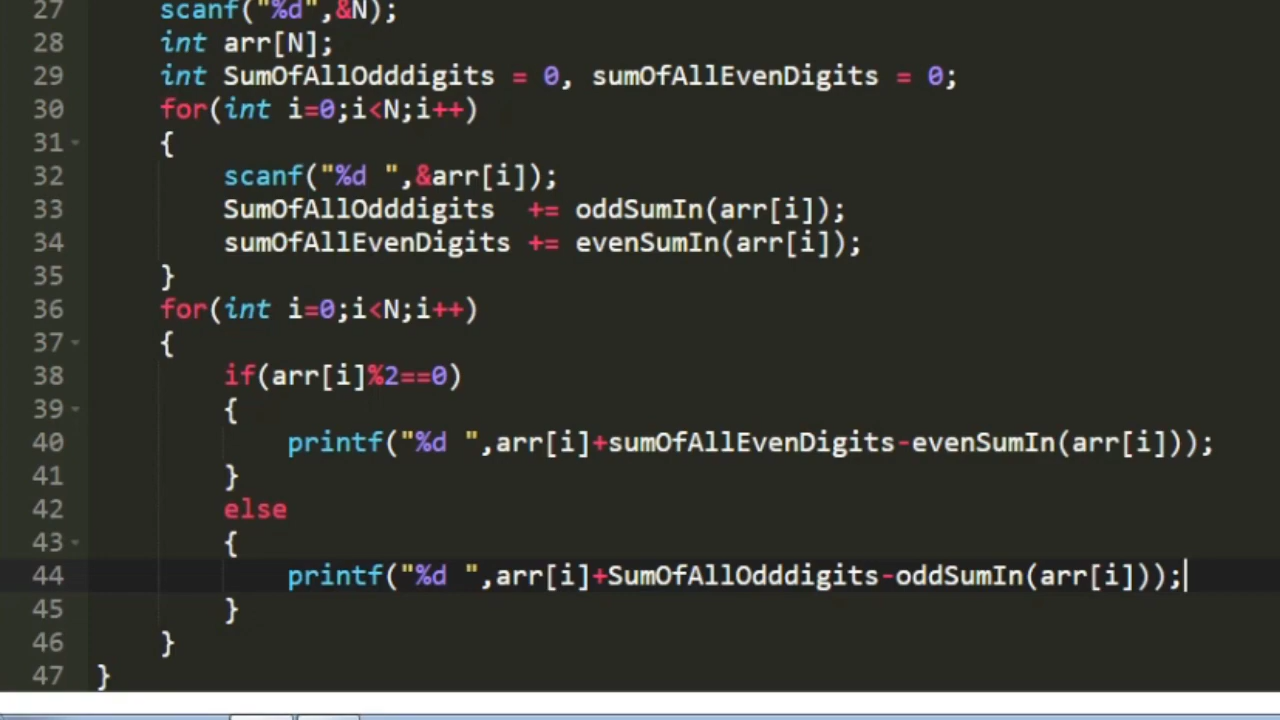 27 scanf("%d",&N);
28 int arr[N];
29 int SumOfAllOdddigits = 0, sumOfAllEvenDigits = 0;
30 for(int i=0;i<N;i++)
31 {
32 scanf("%d ",&arr[i]);
33 SumOfAllOdddigits  += oddSumIn(arr[i]);
34 sumOfAllEvenDigits += evenSumIn(arr[i]);
35 }
36 for(int i=0;i<N;i++)
37 {
38 if(arr[i]%2==0)
39 {
40 printf("%d ",arr[i]+sumOfAllEvenDigits-evenSumIn(arr[i]));
41 }
42 else
43 {
44 printf("%d ",arr[i]+SumOfAllOdddigits-oddSumIn(arr[i]));
45 }
46 }
47 }